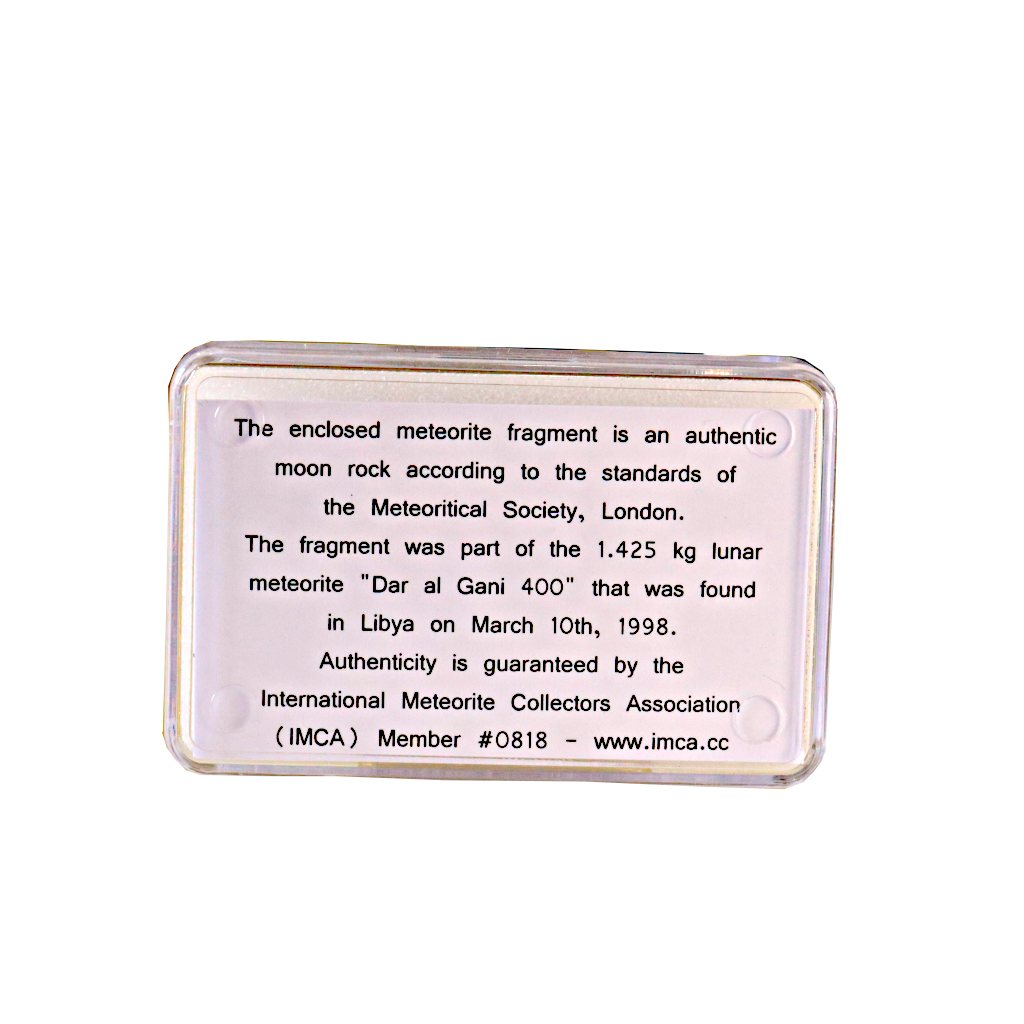 The enclosed meteorite fragment is an authentic
moon rock according to the standards of
the Meteoritical Society, London.
The fragment was part of the 1.425 kg lunar
meteorite "Dar al Gani 400" that was found
in Libya on March 10th, 1998.
Authenticity is guaranteed by the
International Meteorite Collectors Association
(IMCA) Member #0818 - www.imca.cc